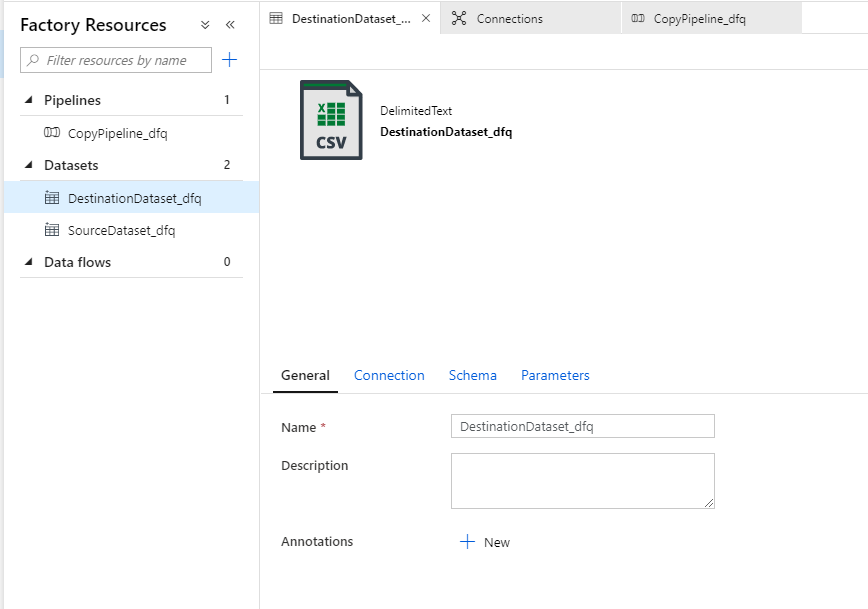 Factory Resources
Filter resources by name
Pipelines 1
CopyPipeline_dfq
Datasets 2
DestinationDataset_dfq
SourceDataset_dfq
Data flows 0
DestinationDataset_... Connections CopyPipeline_dfq
CSV
DelimitedText
DestinationDataset_dfq
General Connection Schema Parameters
Name * DestinationDataset_dfq
Description
Annotations New